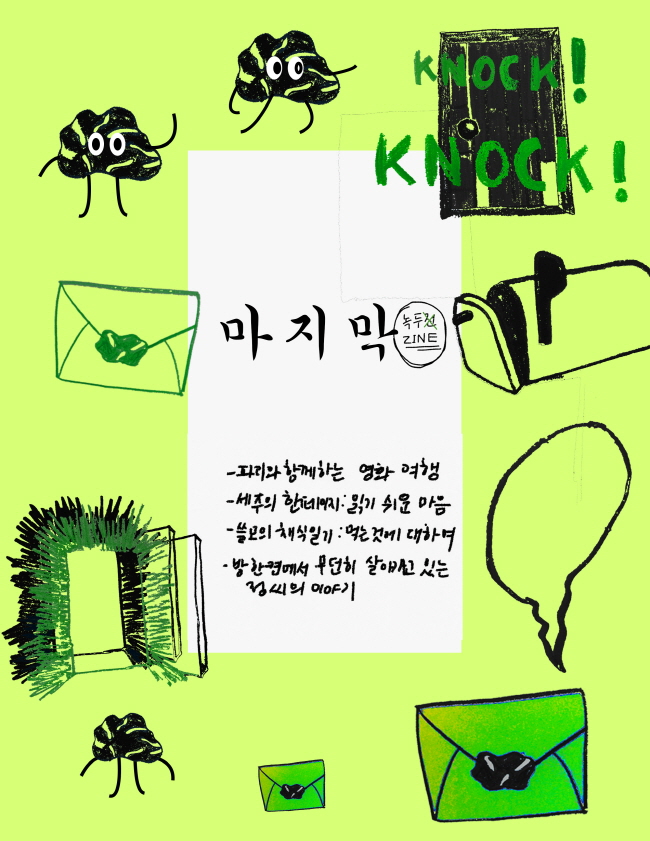 KNOCK!
KNOCK!
마지막
녹두전
ZINE
-파리와 함께하는 영화 여행
-세주의 한페이지: 읽기 쉬운 마음
-쓸고의 채식일기: 먹는것에 대하여
-방한켠에서 무던히 살아가고 있는
정씨의 이야기